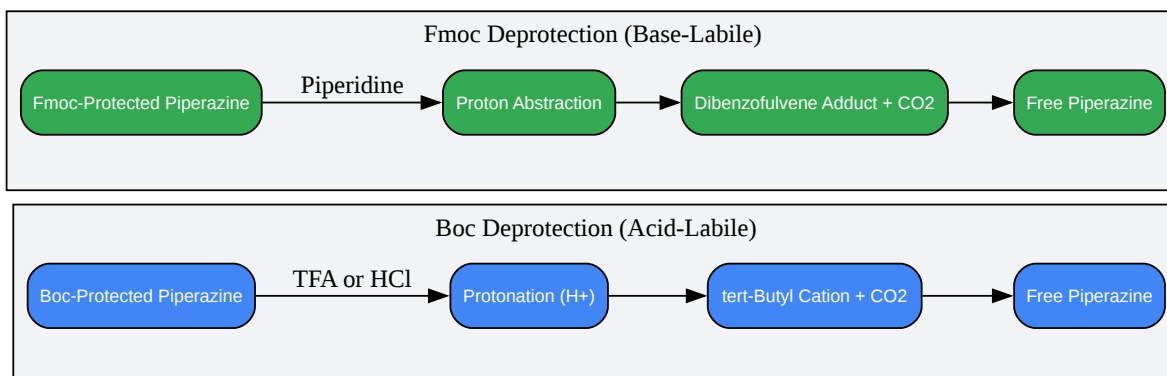 Fmoc Deprotection (Base-Labile)
Fmoc-Protected Piperazine
Piperidine
Proton Abstraction
Dibenzofulvene Adduct + CO2
Free Piperazine
Boc Deprotection (Acid-Labile)
Boc-Protected Piperazine
TFA or HCl
Protonation (H+)
tert-Butyl Cation + CO2
Free Piperazine